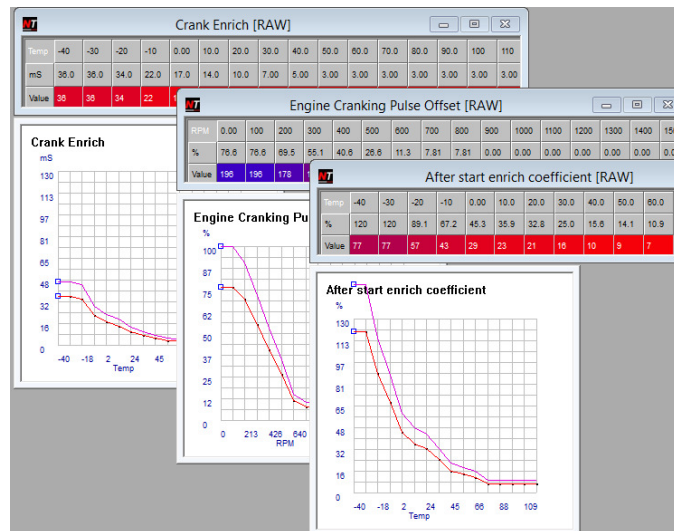 NT Crank Enrich [RAW]
Temp -40 -30 -20 -10 0.00 10.0 20.0 30.0 40.0 50.0 60.0 70.0 80.0 90.0 100 110
mS 36.0 36.0 34.0 22.0 17.0 14.0 10.0 7.00 5.00 3.00 3.00 3.00 3.00 3.00 3.00 3.00
Value 36 36 34 22
NT Engine Cranking Pulse Offset [RAW]
RPM 0.00 100 200 300 400 500 600 700 800 900 1000 1100 1200 1300 1400
% 76.6 76.6 69.5 55.1 40.6 26.6 11.3 7.81 7.81 0.00 0.00 0.00 0.00 0.00 0.00
Value 196 196 178
NT After start enrich coefficient [RAW]
Temp -40 -30 -20 -10 0.00 10.0 20.0 30.0 40.0 50.0 60.0
% 120 120 89.1 67.2 45.3 35.9 32.8 25.0 15.6 14.1 10.9
Value 77 77 57 43 29 23 21 16 10 9 7
Crank Enrich
mS
130
113
97
81
65
48
32
16
0
-40 -18 2 24 45
Temp
Engine Cranking Pu
%
100
87
75
62
50
37
25
12
0
0 213 426 640
RPM
After start enrich coefficient
%
130
113
97
81
65
48
32
16
0
-40 -18 2 24 45 66 88 109
Temp